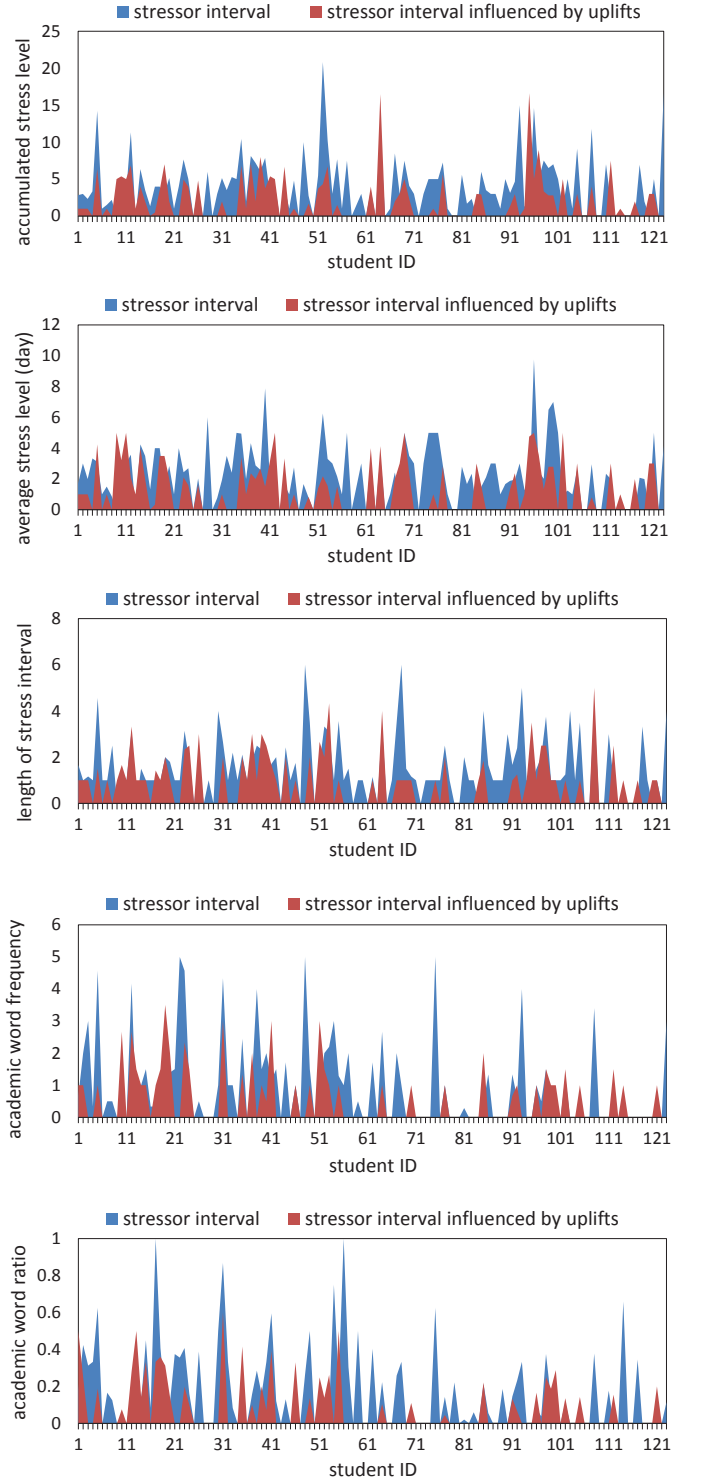 stressor interval stressor interval influenced by uplifts
accumulated stress level
25
20
15
10
5
0
1 11 21 31 41 51 61 71 81 91 101 111 121
student ID
stressor interval stressor interval influenced by uplifts
average stress level (day)
12
10
8
6
4
2
0
1 11 21 31 41 51 61 71 81 91 101 111 121
student ID
stressor interval stressor interval influenced by uplifts
length of stress interval
8
6
4
2
0
1 11 21 31 41 51 61 71 81 91 101 111 121
student ID
stressor interval stressor interval influenced by uplifts
academic word frequency
6
5
4
3
2
1
0
1 11 21 31 41 51 61 71 81 91 101 111 121
student ID
stressor interval stressor interval influenced by uplifts
academic word ratio
1
0.8
0.6
0.4
0.2
0
1 11 21 31 41 51 61 71 81 91 101 111 121
student ID